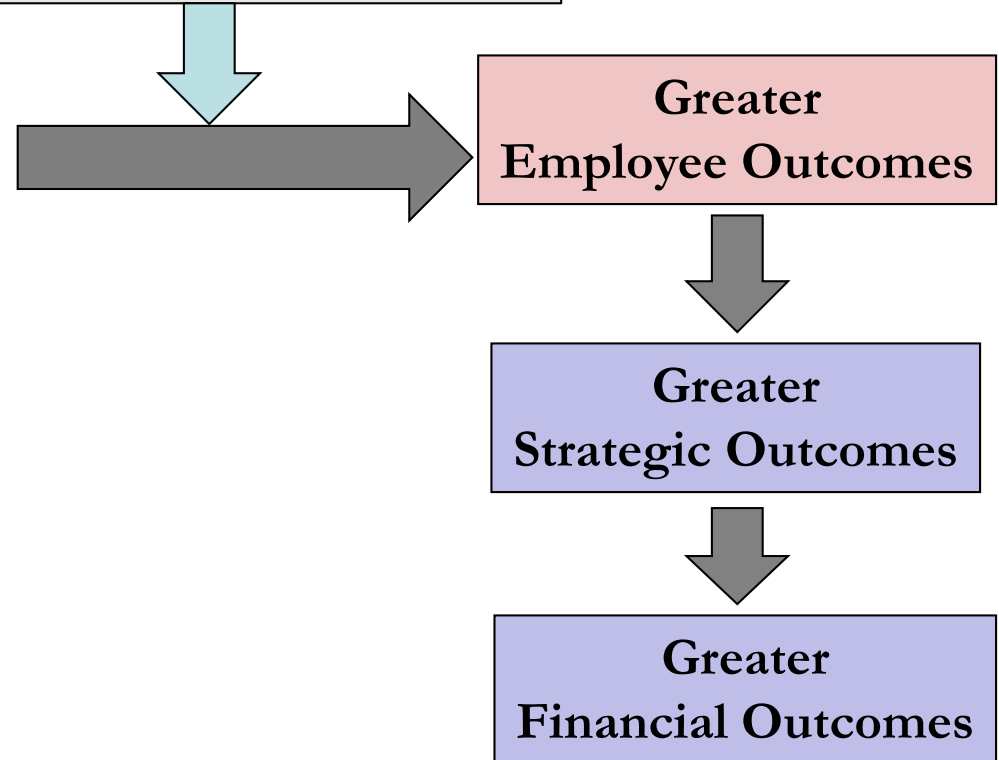 Greater
Employee Outcomes
Greater
Strategic Outcomes
Greater
Financial Outcomes